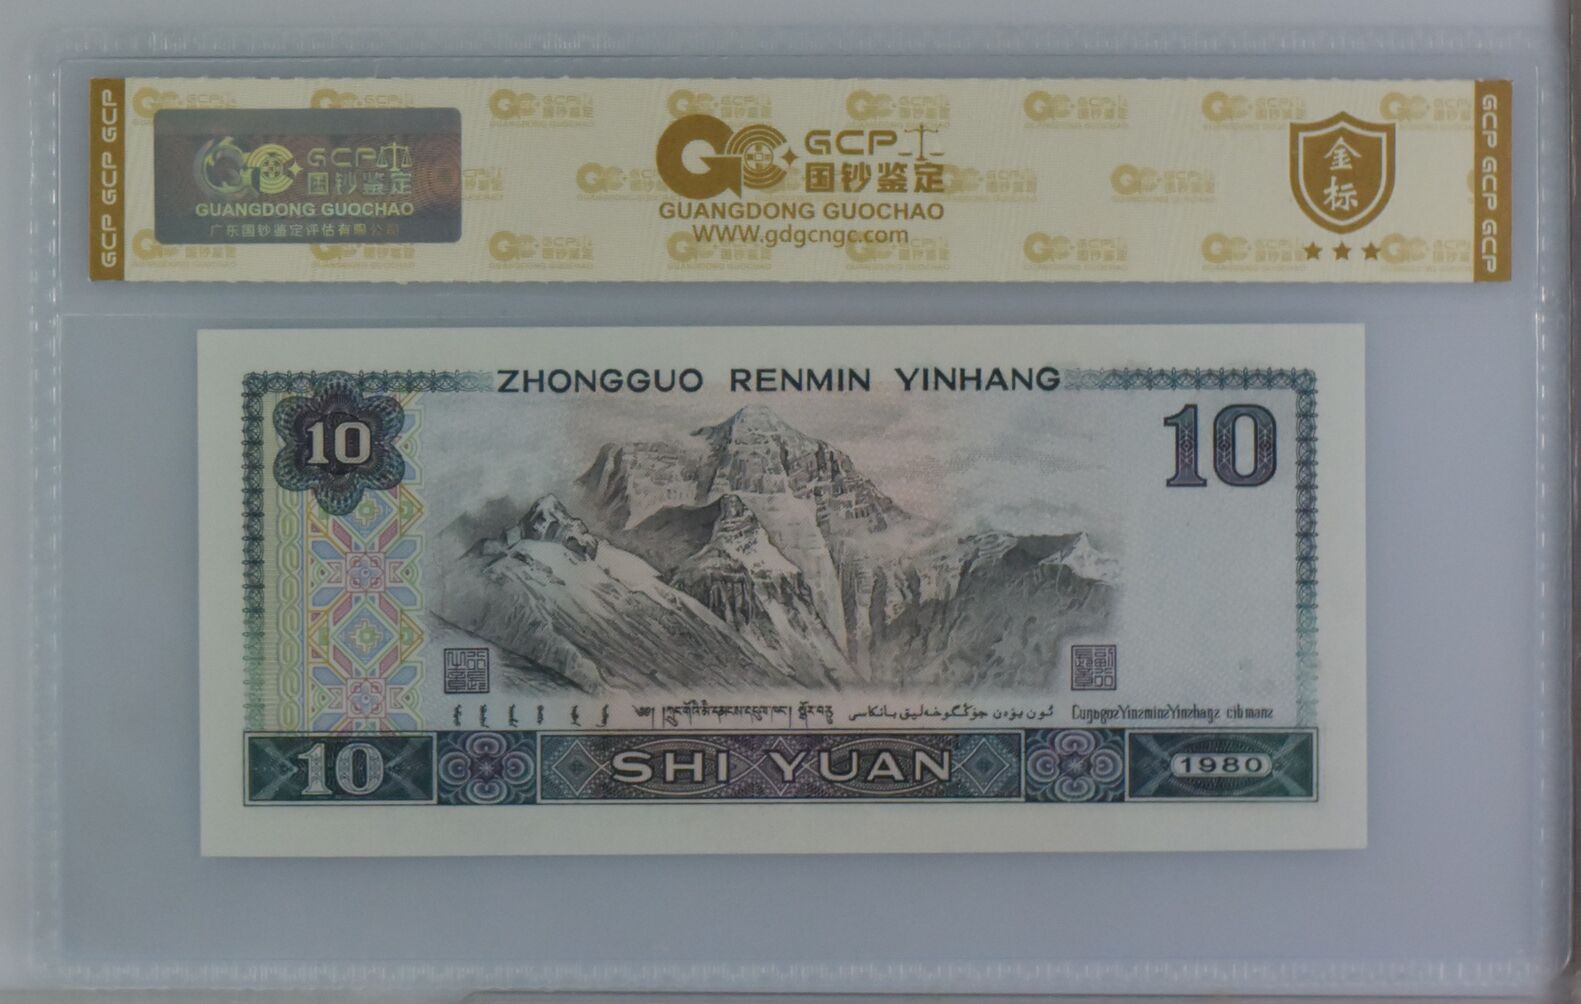 GCP GCP GCP
GCP
国钞鉴定
GUANGDONG GUOCHAO
广东国钞鉴定评估有限公司
GCP
国钞鉴定
GUANGDONG GUOCHAO
WWW.gdgcngc.com
金标
GCP GCP GCP
ZHONGGUO RENMIN YINHANG
10
10
10
SHI YUAN
1980